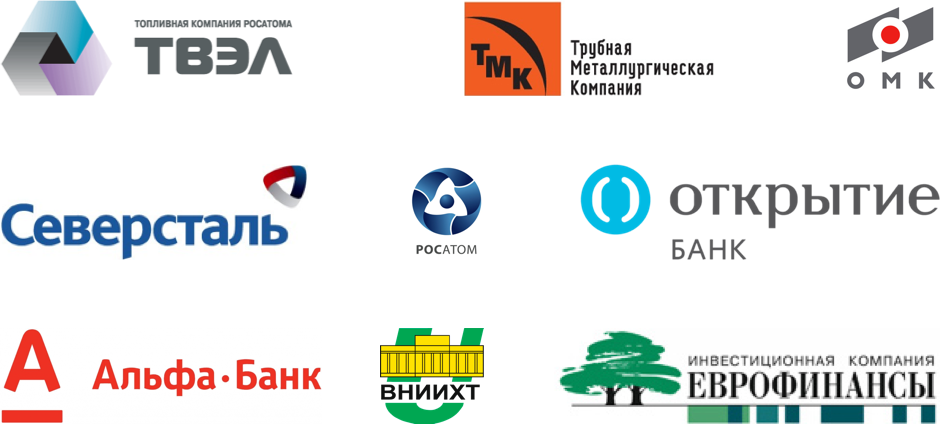 ТОПЛИВНАЯ КОМПАНИЯ РОСАТОМА
ТВЭЛ
ТМК
Трубная
Металлургическая
Компания
ОМК
Северсталь
РОСАТОМ
открытие
БАНК
А
Альфа·Банк
ВНИИХТ
ИНВЕСТИЦИОННАЯ КОМПАНИЯ
ЕВРОФИНАНСЫ